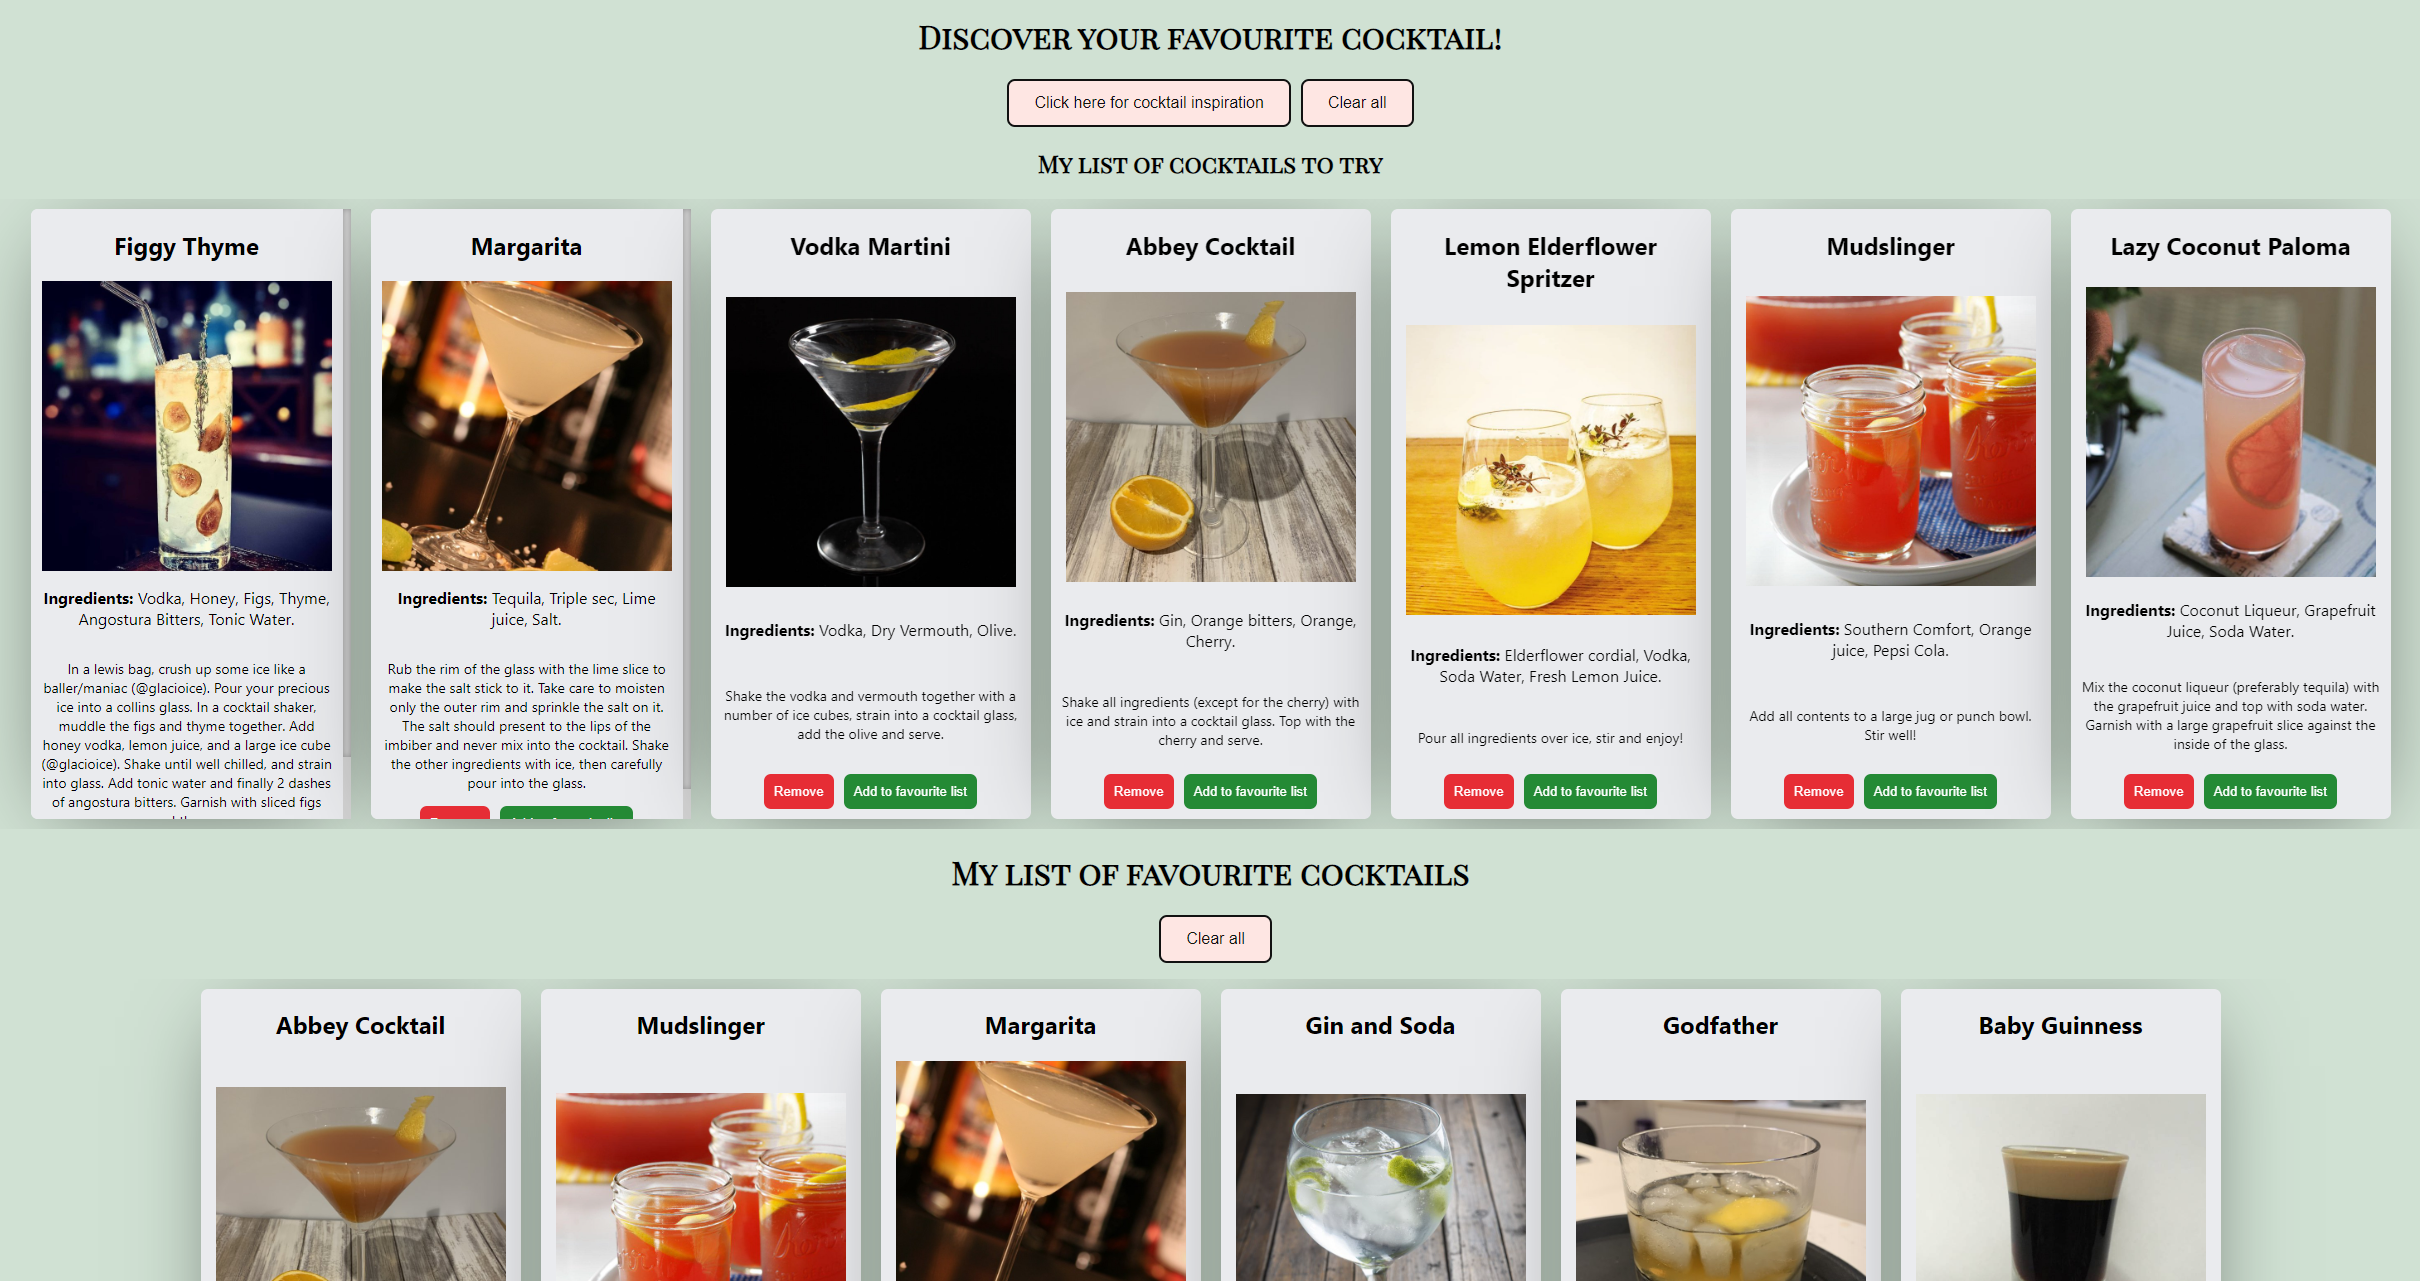 Discover your favourite cocktail!
Click here for cocktail inspiration
Clear all
My list of cocktails to try
Figgy Thyme
Ingredients: Vodka, Honey, Figs, Thyme,
Angostura Bitters, Tonic Water.
In a lewis bag, crush up some ice like a
baller/maniac (@glacioice). Pour your precious
ice into a collins glass. In a cocktail shaker,
muddle the figs and thyme together. Add
honey vodka, lemon juice, and a large ice cube
(@glacioice). Shake until well chilled, and strain
into glass. Add tonic water and finally 2 dashes
of angostura bitters. Garnish with sliced figs
Margarita
Ingredients: Tequila, Triple sec, Lime
juice, Salt.
Rub the rim of the glass with the lime slice to
make the salt stick to it. Take care to moisten
only the outer rim and sprinkle the salt on it.
The salt should present to the lips of the
imbiber and never mix into the cocktail. Shake
the other ingredients with ice, then carefully
pour into the glass.
Vodka Martini
Ingredients: Vodka, Dry Vermouth, Olive.
Shake the vodka and vermouth together with a
number of ice cubes, strain into a cocktail glass,
add the olive and serve.
Remove
Add to favourite list
Abbey Cocktail
Ingredients: Gin, Orange bitters, Orange,
Cherry.
Shake all ingredients (except for the cherry) with
ice and strain into a cocktail glass. Top with the
cherry and serve.
Remove
Add to favourite list
Lemon Elderflower
Spritzer
Ingredients: Elderflower cordial, Vodka,
Soda Water, Fresh Lemon Juice.
Pour all ingredients over ice, stir and enjoy!
Remove
Add to favourite list
Mudslinger
Ingredients: Southern Comfort, Orange
juice, Pepsi Cola.
Add all contents to a large jug or punch bowl.
Stir well!
Remove
Add to favourite list
Lazy Coconut Paloma
Ingredients: Coconut Liqueur, Grapefruit
Juice, Soda Water.
Mix the coconut liqueur (preferably tequila) with
the grapefruit juice and top with soda water.
Garnish with a large grapefruit slice against the
inside of the glass.
Remove
Add to favourite list
My list of favourite cocktails
Clear all
Abbey Cocktail
Mudslinger
Margarita
Gin and Soda
Godfather
Baby Guinness